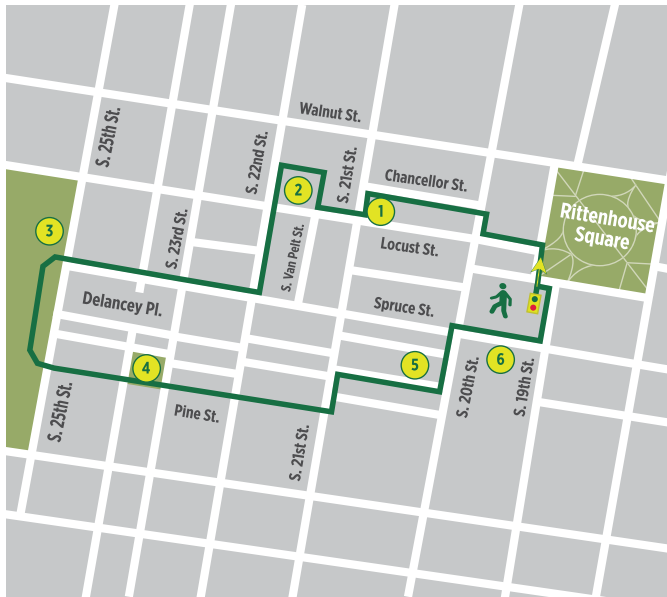 Walnut St.
S. 25th St.
S. 22nd St.
S. 21st St.
Chancellor St.
2
1
Rittenhouse
Square
3
S. 23rd St.
S. Van Pelt St.
Locust St.
Delancey Pl.
Spruce St.
4
5
6
S. 25th St.
Pine St.
S. 21st St.
S. 20th St.
S. 19th St.